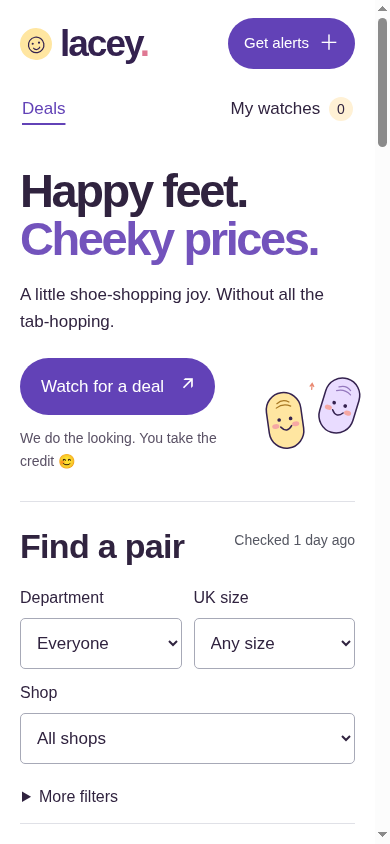 lacey.
Get alerts
Deals
My watches 0
Happy feet.
Cheeky prices.
A little shoe-shopping joy. Without all the
tab-hopping.
Watch for a deal
We do the looking. You take the
credit 😊
Find a pair
Checked 1 day ago
Department
UK size
Everyone
Any size
Shop
All shops
More filters